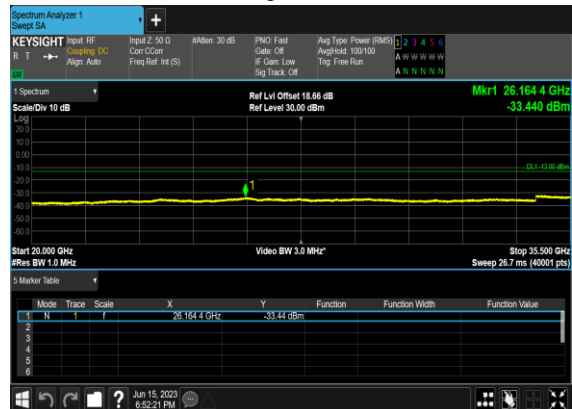 Spectrum Analyzer 1
Swept SA
+
KEYSIGHT Input: RF Input Z: 50 Ω #Atten: 30 dB PNO: Fast Avg Type: Power (RMS) 1 2 3 4 5 6
R T Coupling: DC Corr CCorr Gate: Off Avg|Hold: 100/100 A W W W W W
Align: Auto Freq Ref: Int (S) IF Gain: Low Trig: Free Run
Sig Track: Off A N N N N N
1 Spectrum Ref Lvl Offset 18.66 dB Mkr1 26.164 4 GHz
Scale/Div 10 dB Ref Level 30.00 dBm -33.440 dBm
Log
20.0
10.0
0.00
-10.0 DL1 -13.00 dBm
-20.0
1
-30.0
-40.0
-50.0
-60.0
Start 20.000 GHz Video BW 3.0 MHz* Stop 35.500 GHz
#Res BW 1.0 MHz Sweep 26.7 ms (40001 pts)
5 Marker Table
Mode Trace Scale X Y Function Function Width Function Value
1 N 1 f 26.164 4 GHz -33.44 dBm
2
3
4
5
6
? Jun 15, 2023
6:52:21 PM